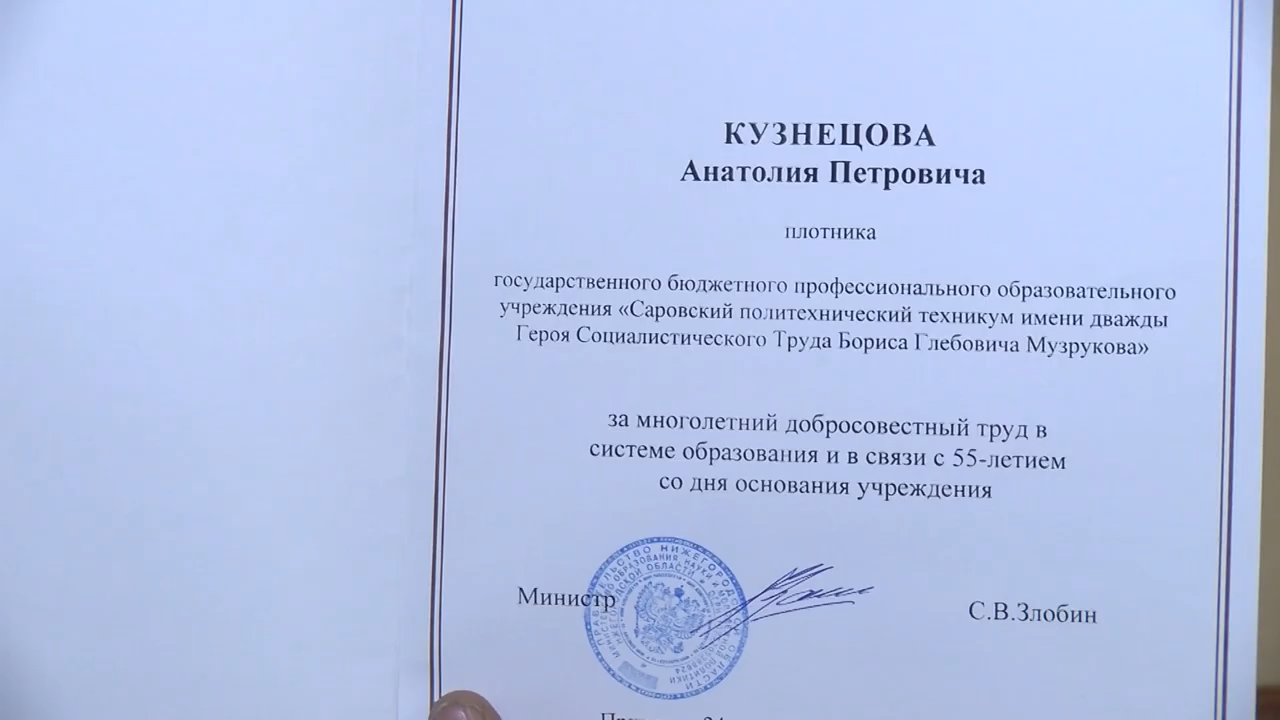 КУЗНЕЦОВА
Анатолия Петровича
плотника
государственного бюджетного профессионального образовательного
учреждения «Саровский политехнический техникум имени дважды
Героя Социалистического Труда Бориса Глебовича Музрукова»
за многолетний добросовестный труд в
системе образования и в связи с 55-летием
со дня основания учреждения
Министр
С.В.Злобин